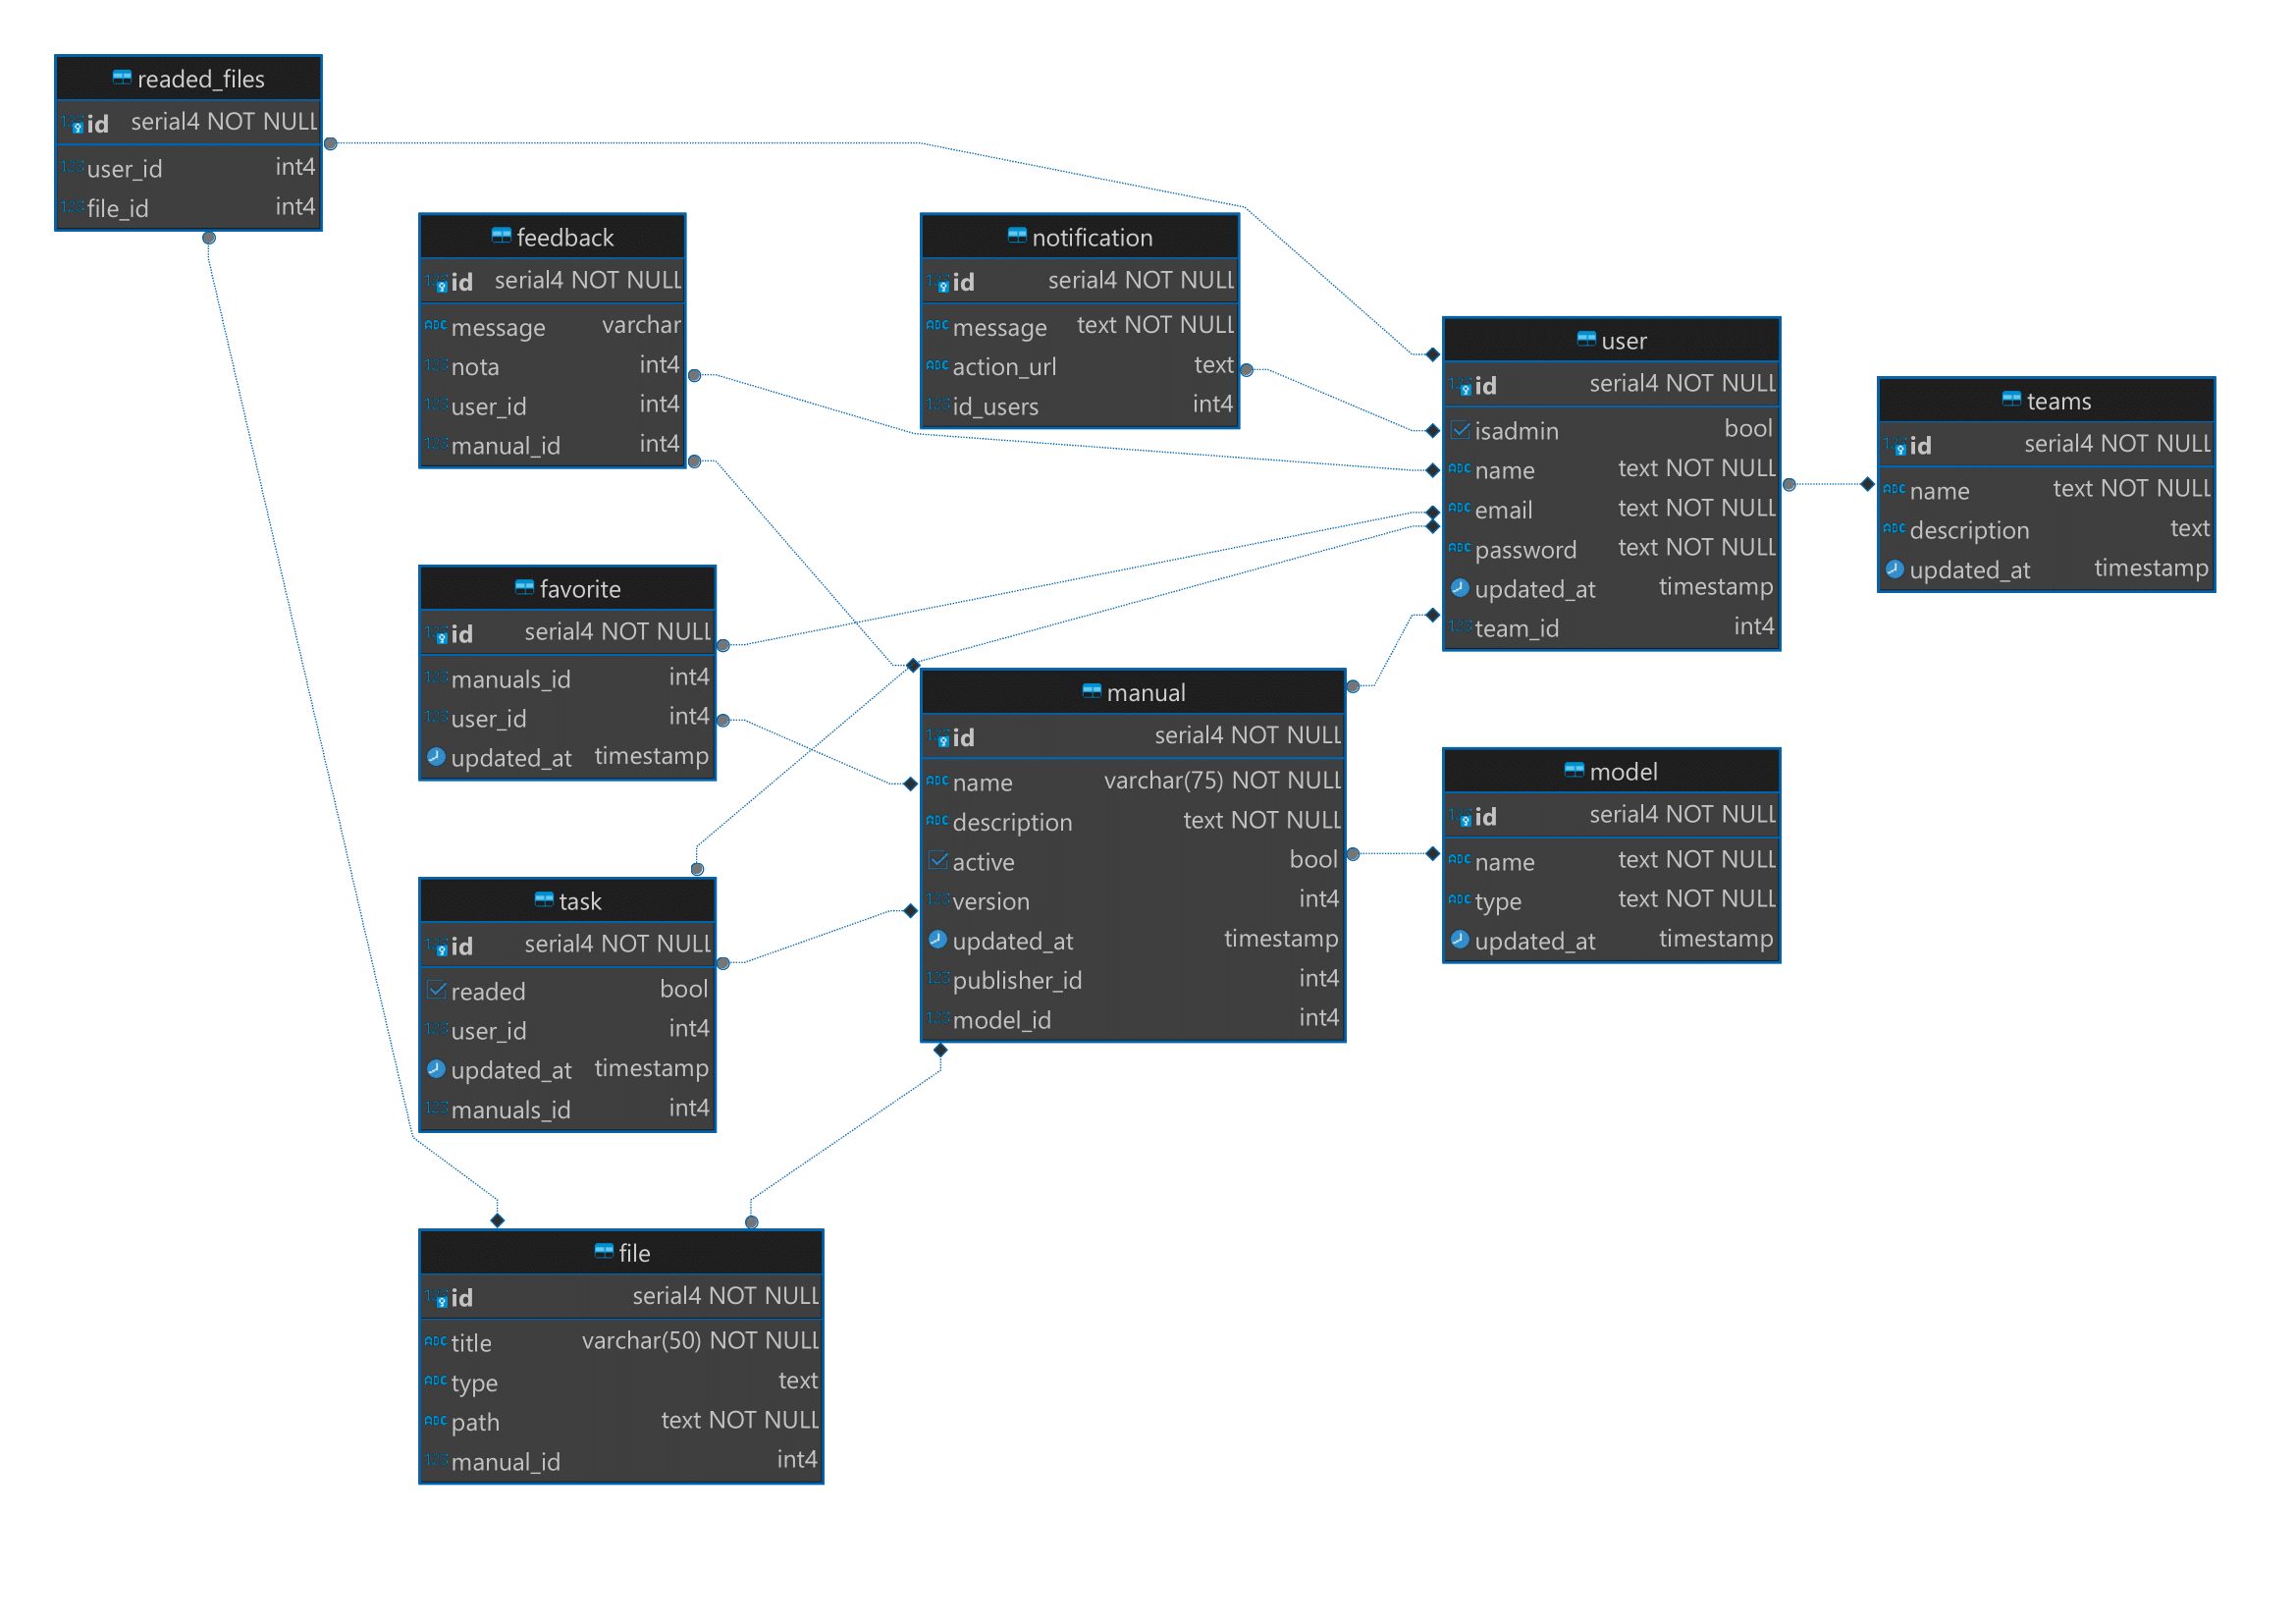 readed_files
id serial4 NOT NULL
user_id int4
file_id int4
feedback
id serial4 NOT NULL
message varchar
nota int4
user_id int4
manual_id int4
notification
id serial4 NOT NULL
message text NOT NULL
action_url text
id_users int4
user
id serial4 NOT NULL
isadmin bool
name text NOT NULL
email text NOT NULL
password text NOT NULL
updated_at timestamp
team_id int4
teams
id serial4 NOT NULL
name text NOT NULL
description text
updated_at timestamp
favorite
id serial4 NOT NULL
manuals_id int4
user_id int4
updated_at timestamp
manual
id serial4 NOT NULL
name varchar(75) NOT NULL
description text NOT NULL
active bool
version int4
updated_at timestamp
publisher_id int4
model_id int4
model
id serial4 NOT NULL
name text NOT NULL
type text NOT NULL
updated_at timestamp
task
id serial4 NOT NULL
readed bool
user_id int4
updated_at timestamp
manuals_id int4
file
id serial4 NOT NULL
title varchar(50) NOT NULL
type text
path text NOT NULL
manual_id int4